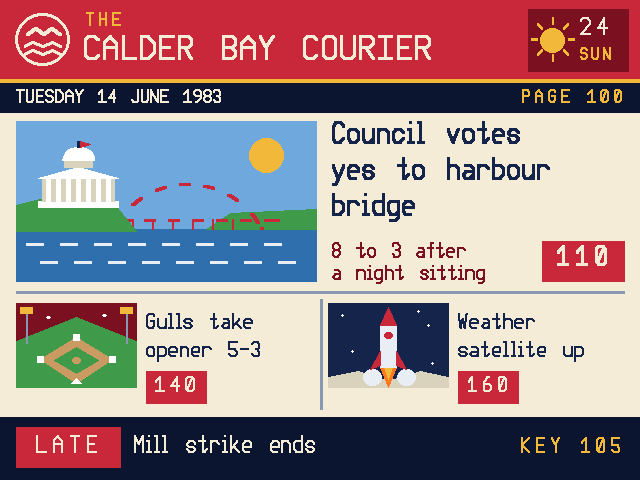 THE
CALDER BAY COURIER
24
SUN
TUESDAY 14 JUNE 1983
PAGE 100
Council votes
yes to harbour
bridge
8 to 3 after
a night sitting
110
Gulls take
opener 5-3
140
Weather
satellite up
160
LATE
Mill strike ends
KEY 105